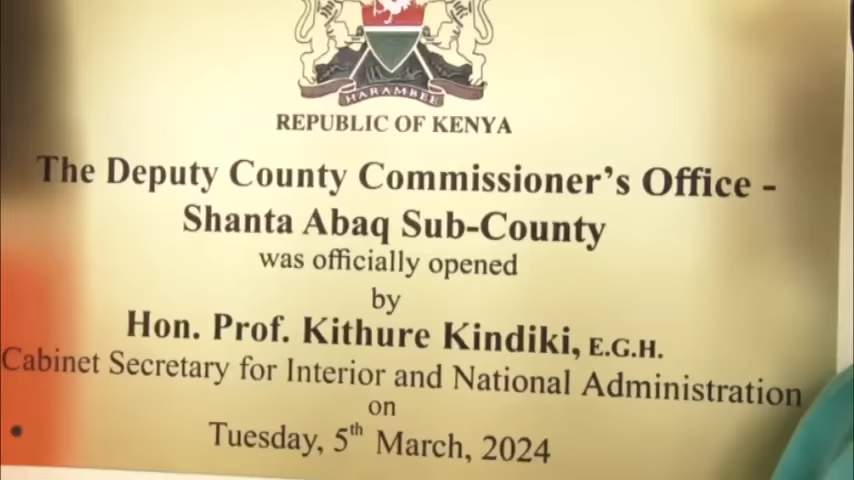 HARAMBEE
REPUBLIC OF KENYA
The Deputy County Commissioner's Office -
Shanta Abaq Sub-County
was officially opened
by
Hon. Prof. Kithure Kindiki, E.G.H.
Cabinet Secretary for Interior and National Administration
on
Tuesday, 5th March, 2024